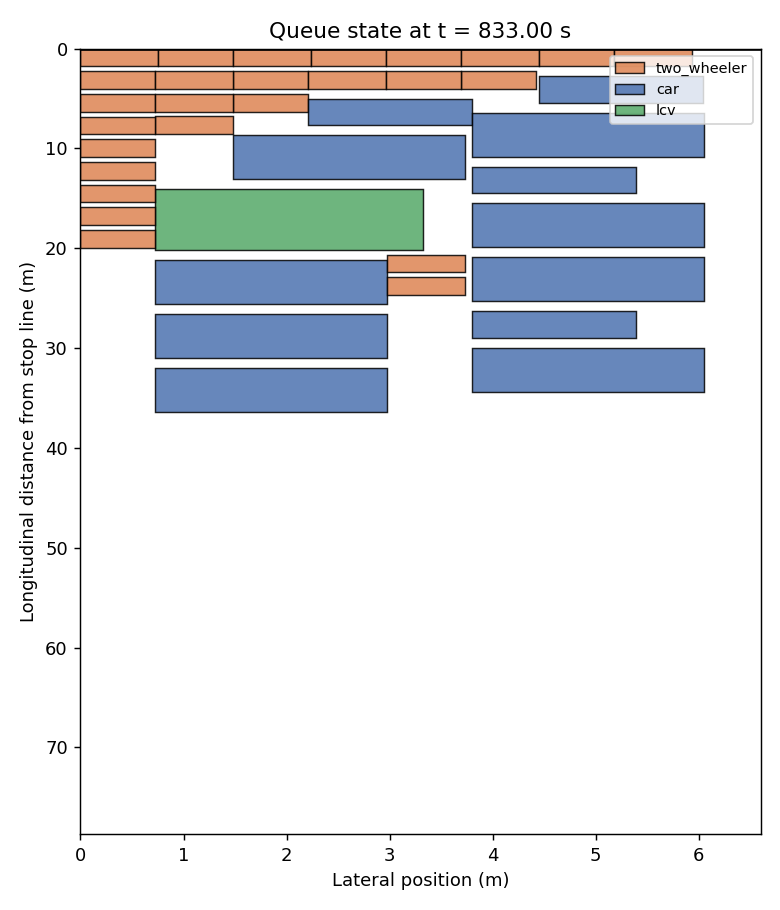 Queue state at t = 833.00 s
two_wheeler
car
lcv
0
10
20
30
40
50
60
70
Longitudinal distance from stop line (m)
0 1 2 3 4 5 6
Lateral position (m)